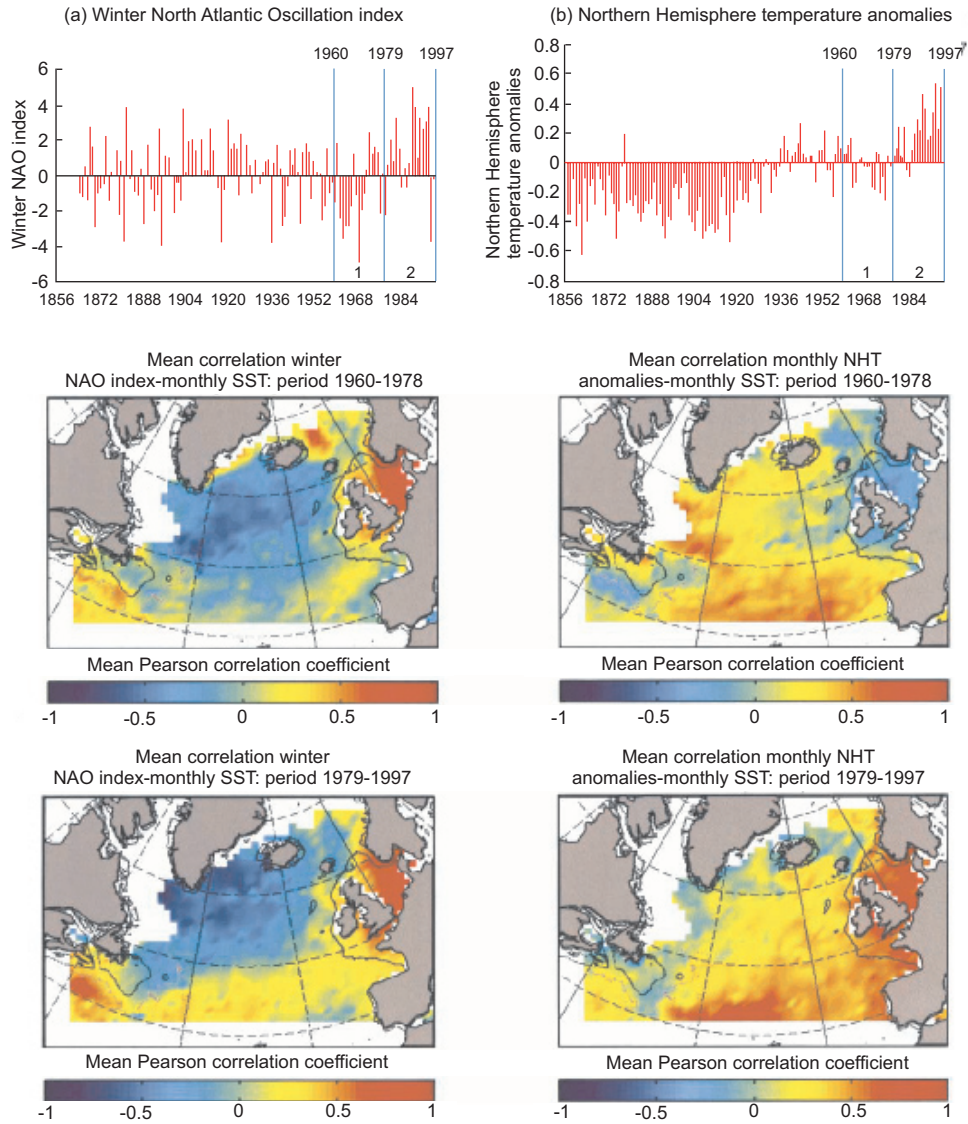 (a) Winter North Atlantic Oscillation index
1960 1979 1997
6
4
2
0
-2
-4
-6
Winter NAO index
1 2
1856 1872 1888 1904 1920 1936 1952 1968 1984
(b) Northern Hemisphere temperature anomalies
1960 1979 1997
0.8
0.6
0.4
0.2
0
-0.2
-0.4
-0.6
-0.8
Northern Hemisphere
temperature anomalies
1 2
1856 1872 1888 1904 1920 1936 1952 1968 1984
Mean correlation winter
NAO index-monthly SST: period 1960-1978
Mean Pearson correlation coefficient
-1 -0.5 0 0.5 1
Mean correlation monthly NHT
anomalies-monthly SST: period 1960-1978
Mean Pearson correlation coefficient
-1 -0.5 0 0.5 1
Mean correlation winter
NAO index-monthly SST: period 1979-1997
Mean Pearson correlation coefficient
-1 -0.5 0 0.5 1
Mean correlation monthly NHT
anomalies-monthly SST: period 1979-1997
Mean Pearson correlation coefficient
-1 -0.5 0 0.5 1